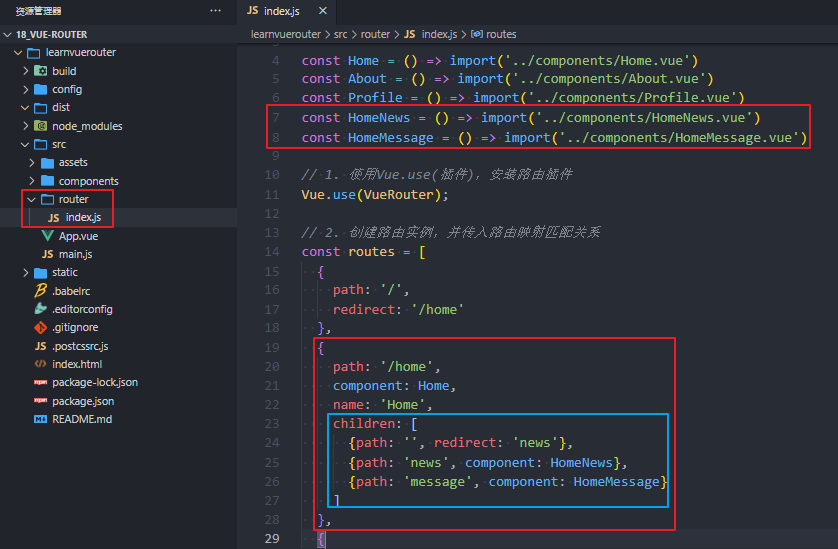 资源管理器
···
18_VUE-ROUTER
learnvuerouter
build
config
dist
node_modules
src
assets
components
router
JS index.js
App.vue
JS main.js
static
.babelrc
.editorconfig
.gitignore
JS .postcssrc.js
<> index.html
package-lock.json
package.json
README.md
JS index.js ×
learnvuerouter > src > router > JS index.js > routes
4 const Home = () => import('../components/Home.vue')
5 const About = () => import('../components/About.vue')
6 const Profile = () => import('../components/Profile.vue')
7 const HomeNews = () => import('../components/HomeNews.vue')
8 const HomeMessage = () => import('../components/HomeMessage.vue')
9
10 // 1. 使用Vue.use(插件), 安装路由插件
11 Vue.use(VueRouter);
12
13 // 2. 创建路由实例, 并传入路由映射匹配关系
14 const routes = [
15 {
16 path: '/',
17 redirect: '/home'
18 },
19 {
20 path: '/home',
21 component: Home,
22 name: 'Home',
23 children: [
24 {path: '', redirect: 'news'},
25 {path: 'news', component: HomeNews},
26 {path: 'message', component: HomeMessage}
27 ]
28 },
29 {